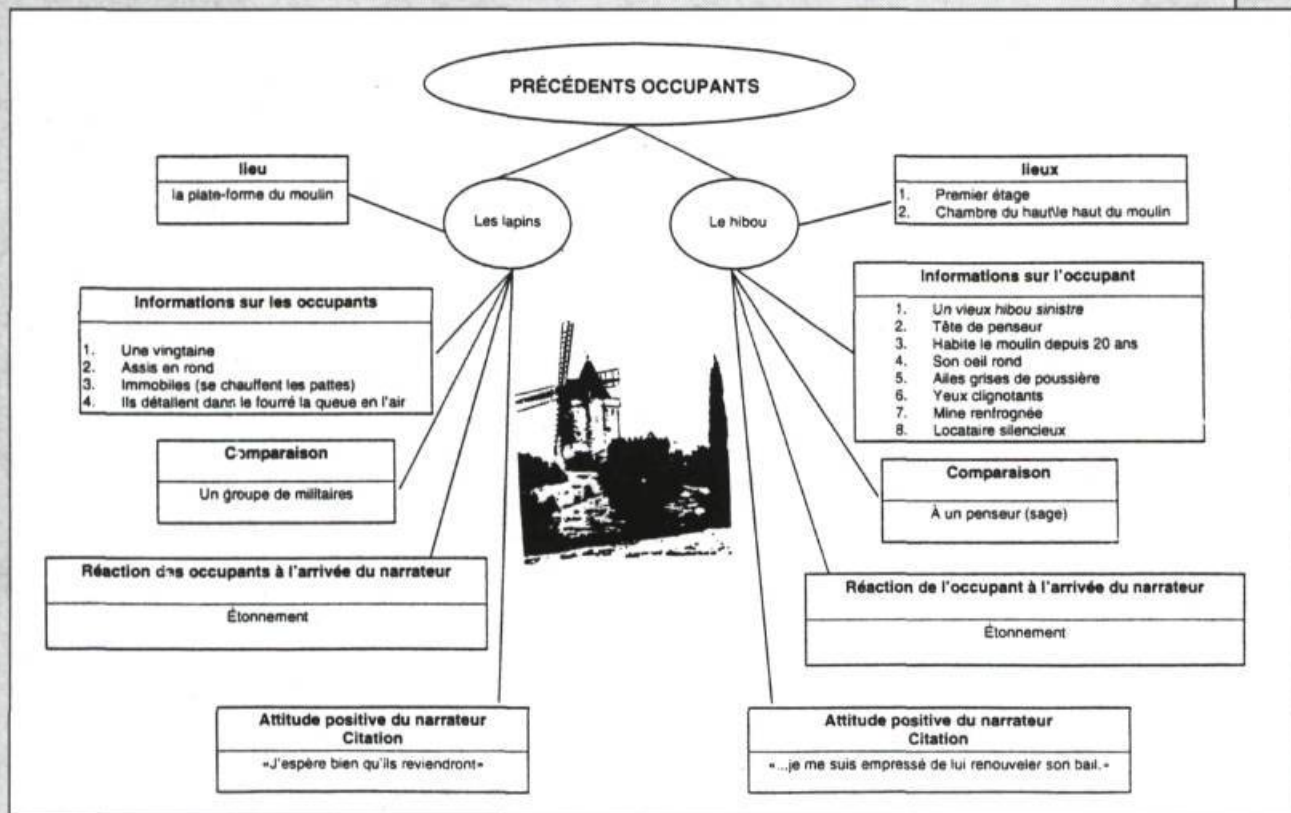 PRÉCÉDENTS OCCUPANTS
lieu
la plate-forme du moulin
Les lapins
Informations sur les occupants
1. Une vingtaine
2. Assis en rond
3. Immobiles (se chauffent les pattes)
4. Ils détallent dans le fourré la queue en l'air
Comparaison
Un groupe de militaires
Réaction des occupants à l'arrivée du narrateur
Étonnement
Attitude positive du narrateur
Citation
«J'espère bien qu'ils reviendront»
Le hibou
lieux
1. Premier étage
2. Chambre du haut\le haut du moulin
Informations sur l'occupant
1. Un vieux hibou sinistre
2. Tête de penseur
3. Habite le moulin depuis 20 ans
4. Son oeil rond
5. Ailes grises de poussière
6. Yeux clignotants
7. Mine renfrognée
8. Locataire silencieux
Comparaison
À un penseur (sage)
Réaction de l'occupant à l'arrivée du narrateur
Étonnement
Attitude positive du narrateur
Citation
«...je me suis empressé de lui renouveler son bail.»